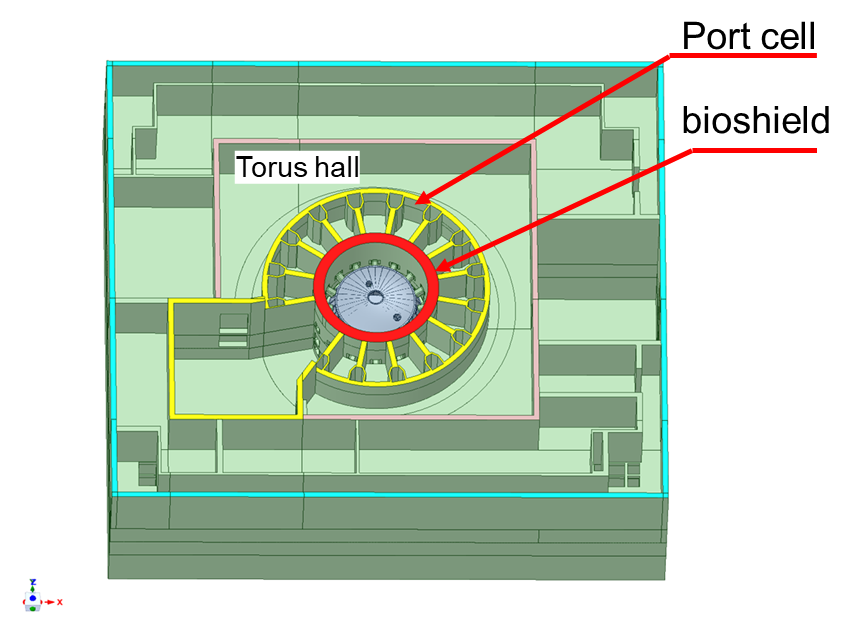 Port cell
bioshield
Torus hall
Z
X